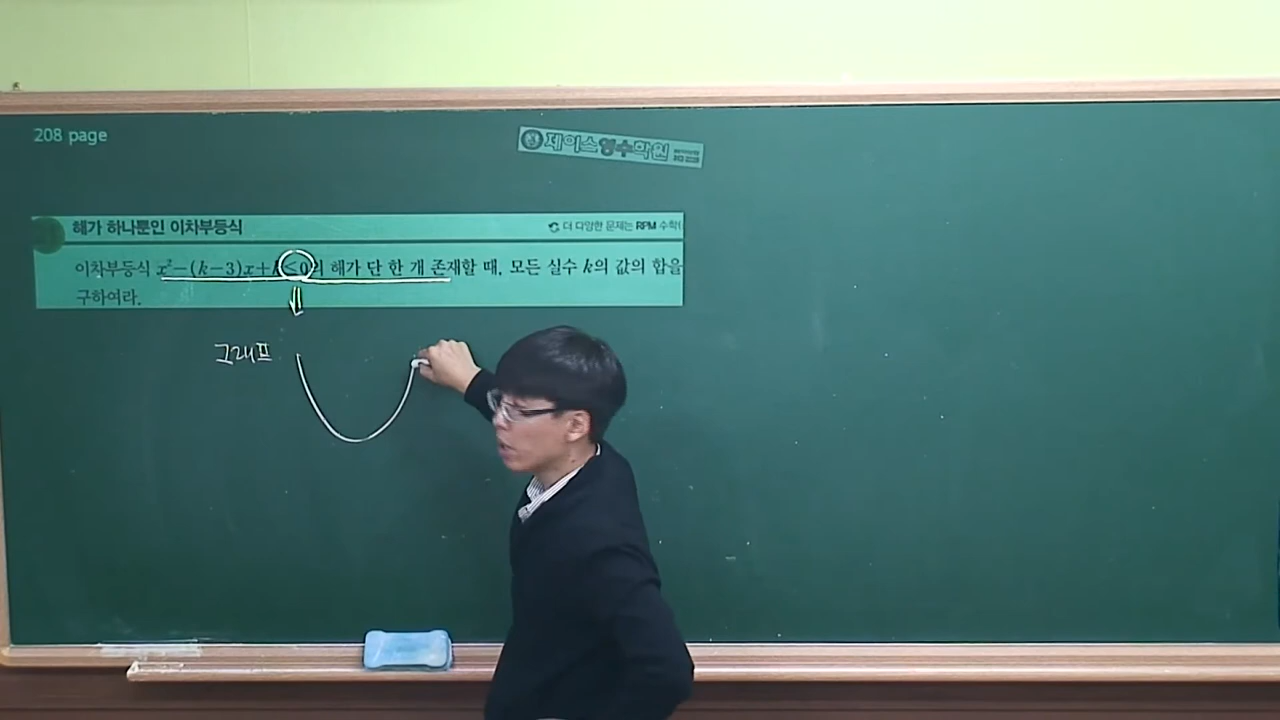 208 page
제이스영수학원
해가 하나뿐인 이차부등식
더 다양한 문제는 RPM 수학(
이차부등식 x²-(k-3)x+k≤0의 해가 단 한 개 존재할 때, 모든 실수 k의 값의 합을
구하여라.
그래프